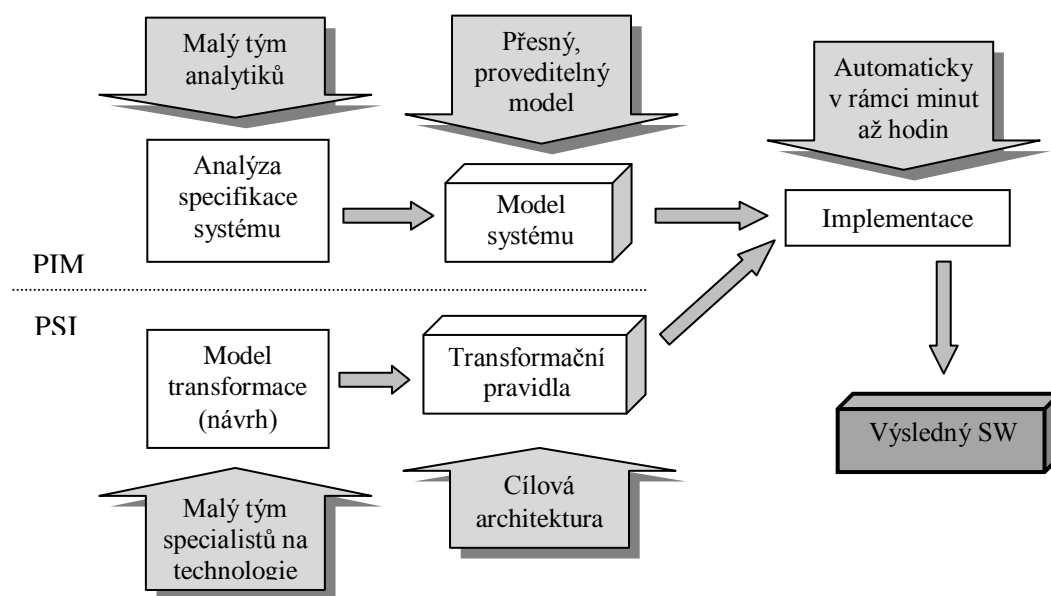 Malý tým
analytiků
Přesný,
proveditelný
model
Automaticky
v rámci minut
až hodin
Analýza
specifikace
systému
Model
systému
Implementace
PIM
PSI
Model
transformace
(návrh)
Transformační
pravidla
Výsledný SW
Malý tým
specialistů na
technologie
Cílová
architektura